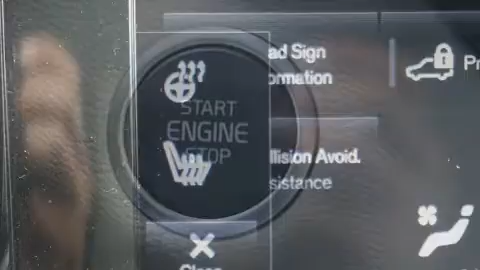 ad Sign
ormation
Pr
START
ENGINE
STOP
llision Avoid.
sistance
Close